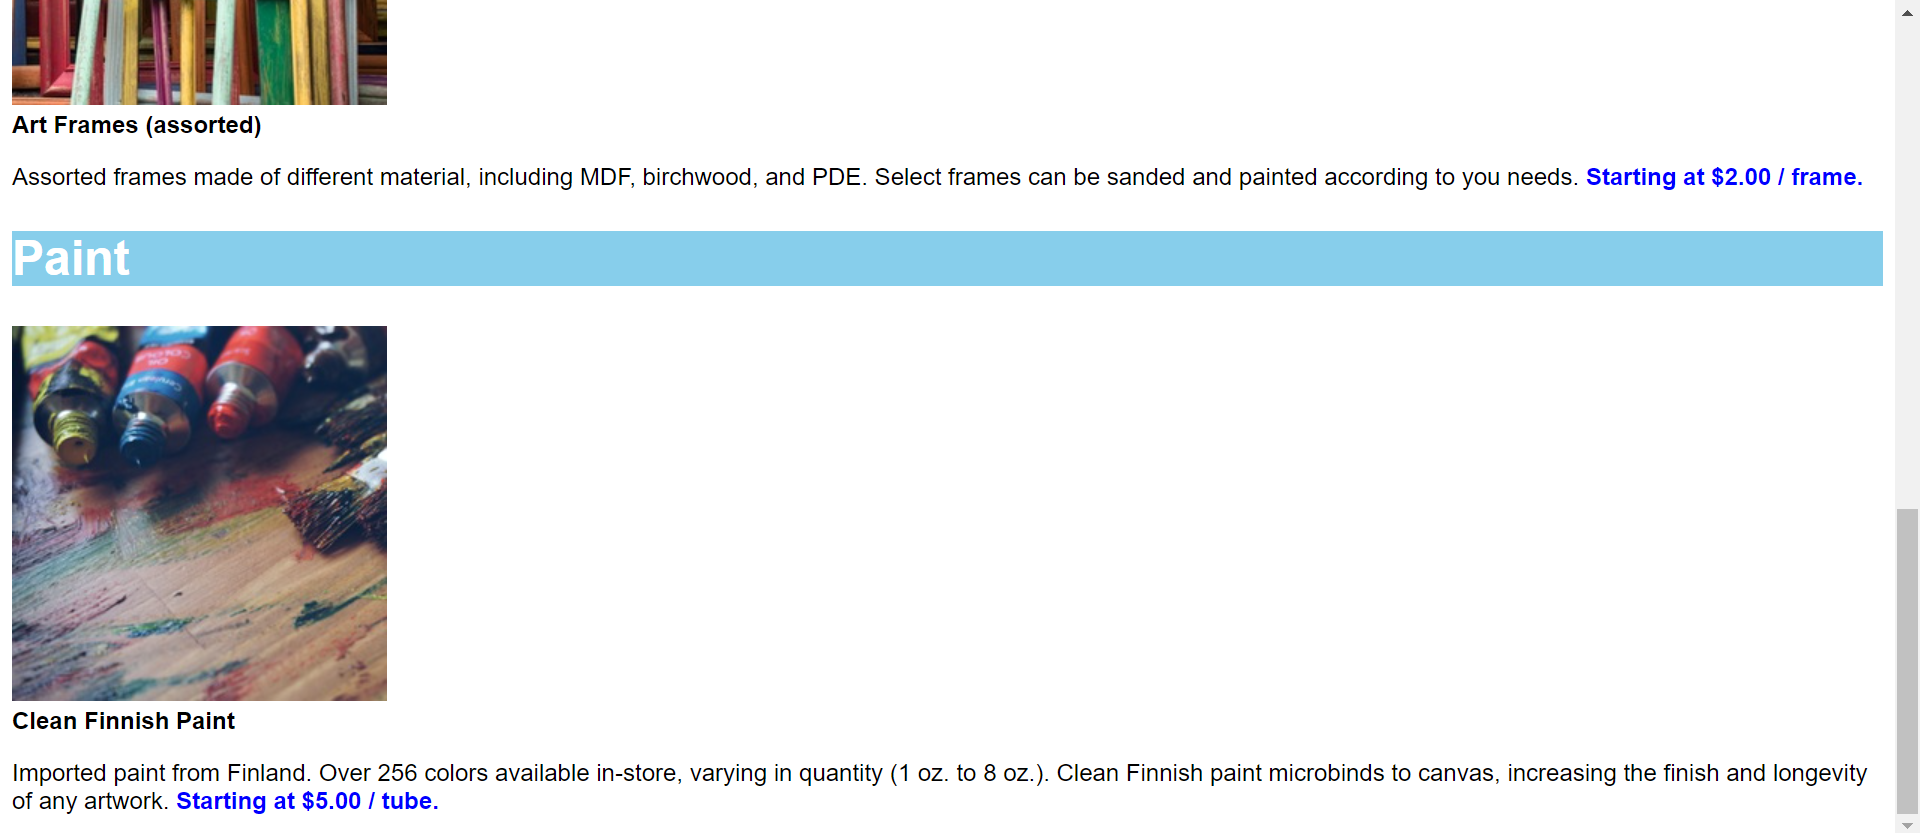 Art Frames (assorted)
Assorted frames made of different material, including MDF, birchwood, and PDE. Select frames can be sanded and painted according to you needs. Starting at $2.00 / frame.
Paint
OIL
COLOUR
Clean Finnish Paint
Imported paint from Finland. Over 256 colors available in-store, varying in quantity (1 oz. to 8 oz.). Clean Finnish paint microbinds to canvas, increasing the finish and longevity
of any artwork. Starting at $5.00 / tube.